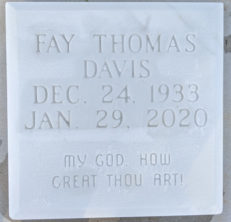 FAY THOMAS
DAVIS
DEC. 24, 1933
JAN. 29, 2020
MY GOD, HOW
GREAT THOU ART!